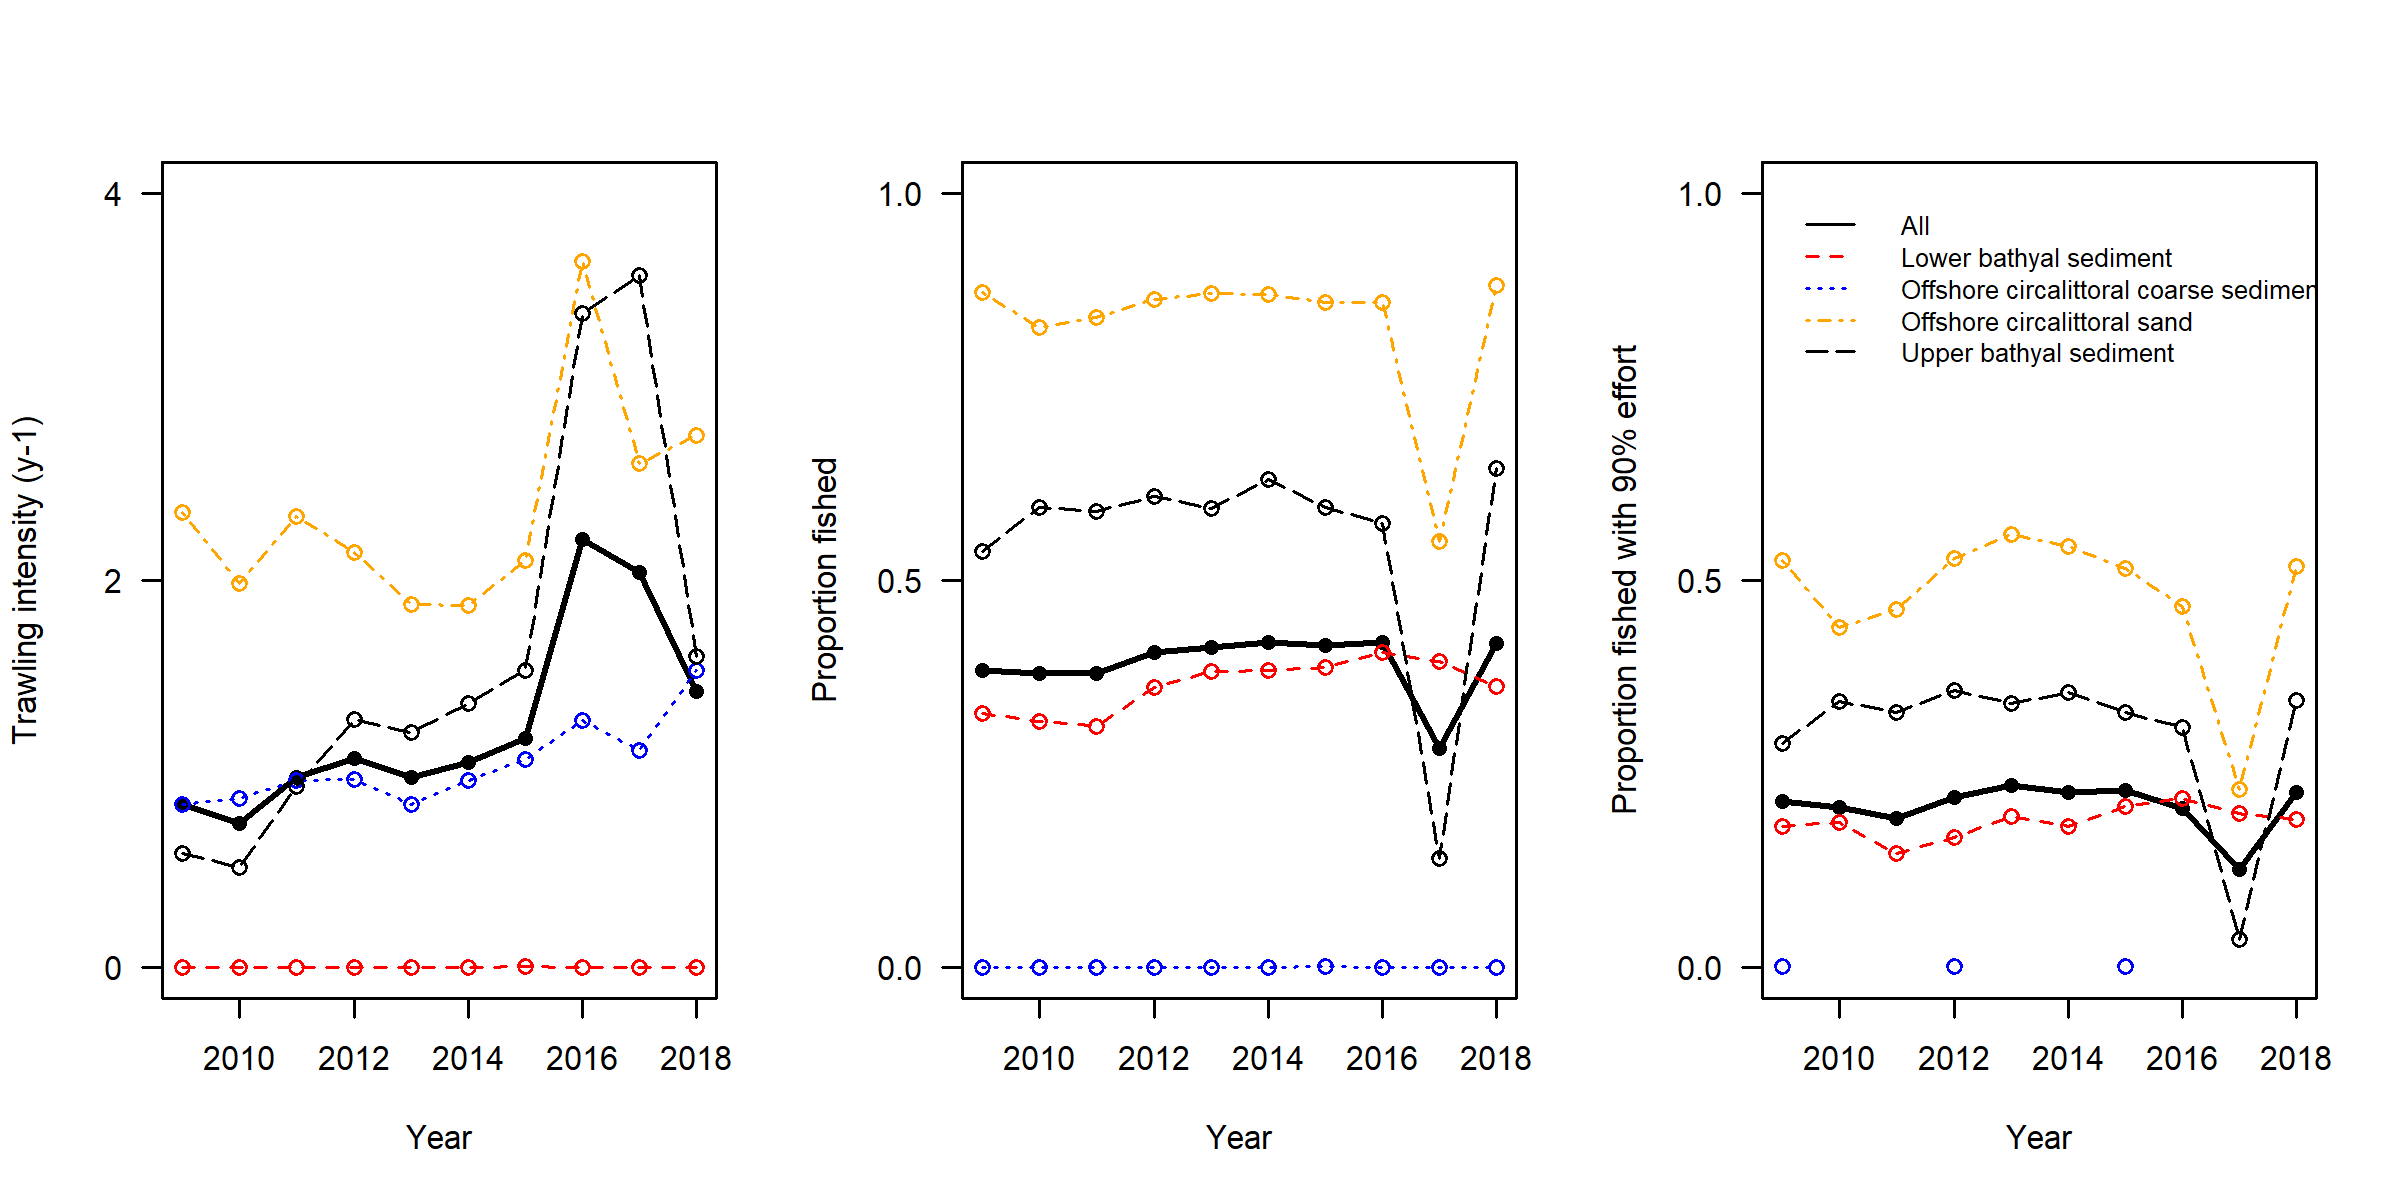 Trawling intensity (y-1)
4
2
0
2010 2012 2014 2016 2018
Year
Proportion fished
1.0
0.5
0.0
2010 2012 2014 2016 2018
Year
Proportion fished with 90% effort
1.0
0.5
0.0
All
Lower bathyal sediment
Offshore circalittoral coarse sedimen
Offshore circalittoral sand
Upper bathyal sediment
2010 2012 2014 2016 2018
Year